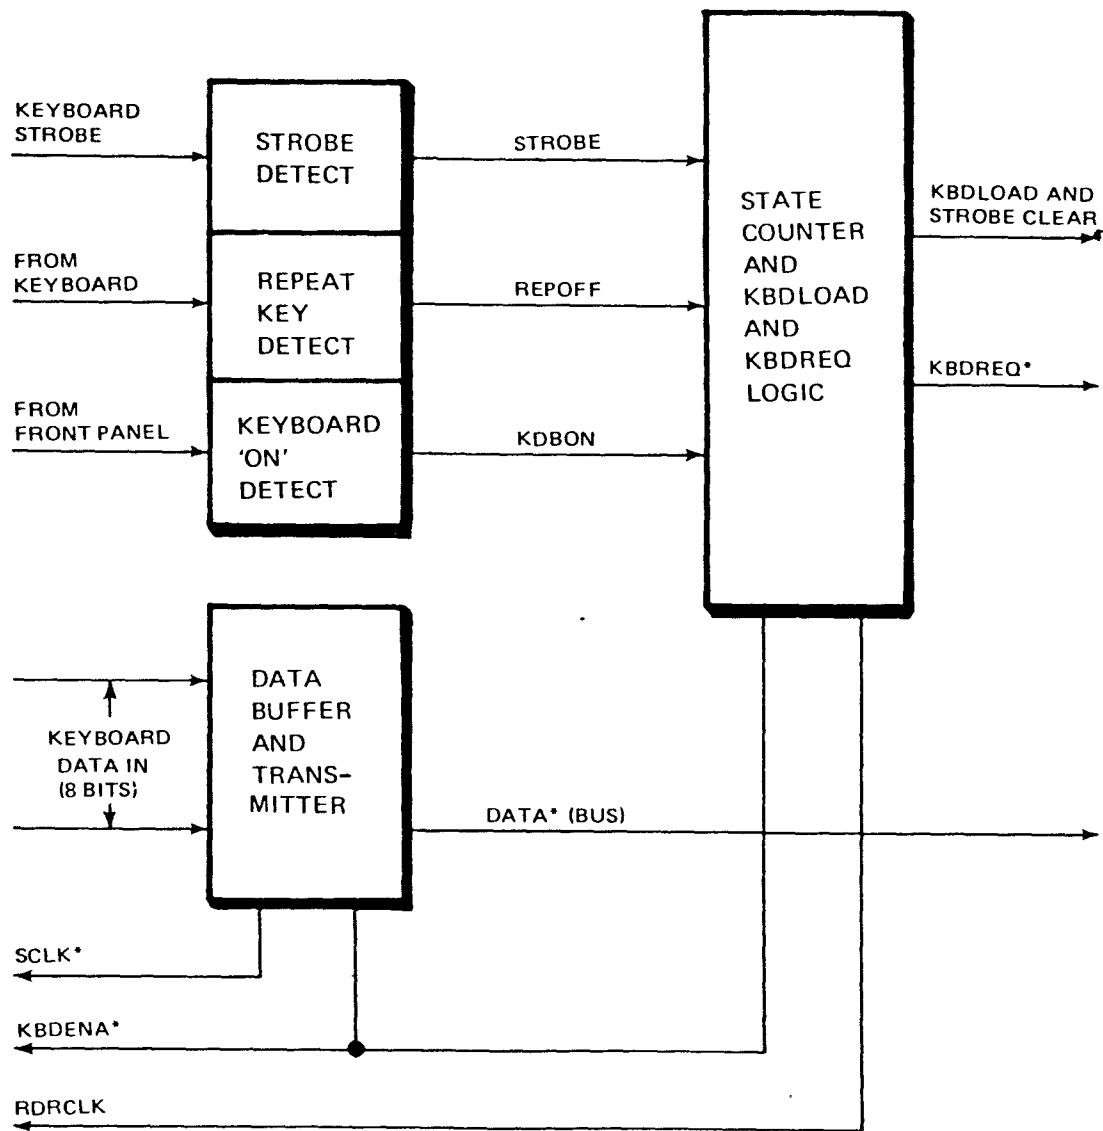 KEYBOARD
STROBE
STROBE
DETECT
STROBE
FROM
KEYBOARD
REPEAT
KEY
DETECT
REPOFF
FROM
FRONT PANEL
KEYBOARD
'ON'
DETECT
KDBON
STATE
COUNTER
AND
KBDLOAD
AND
KBDREQ
LOGIC
KBDLOAD AND
STROBE CLEAR
KBDREQ*
KEYBOARD
DATA IN
(8 BITS)
DATA
BUFFER
AND
TRANS-
MITTER
DATA* (BUS)
SCLK*
KBDENA*
RDRCLK